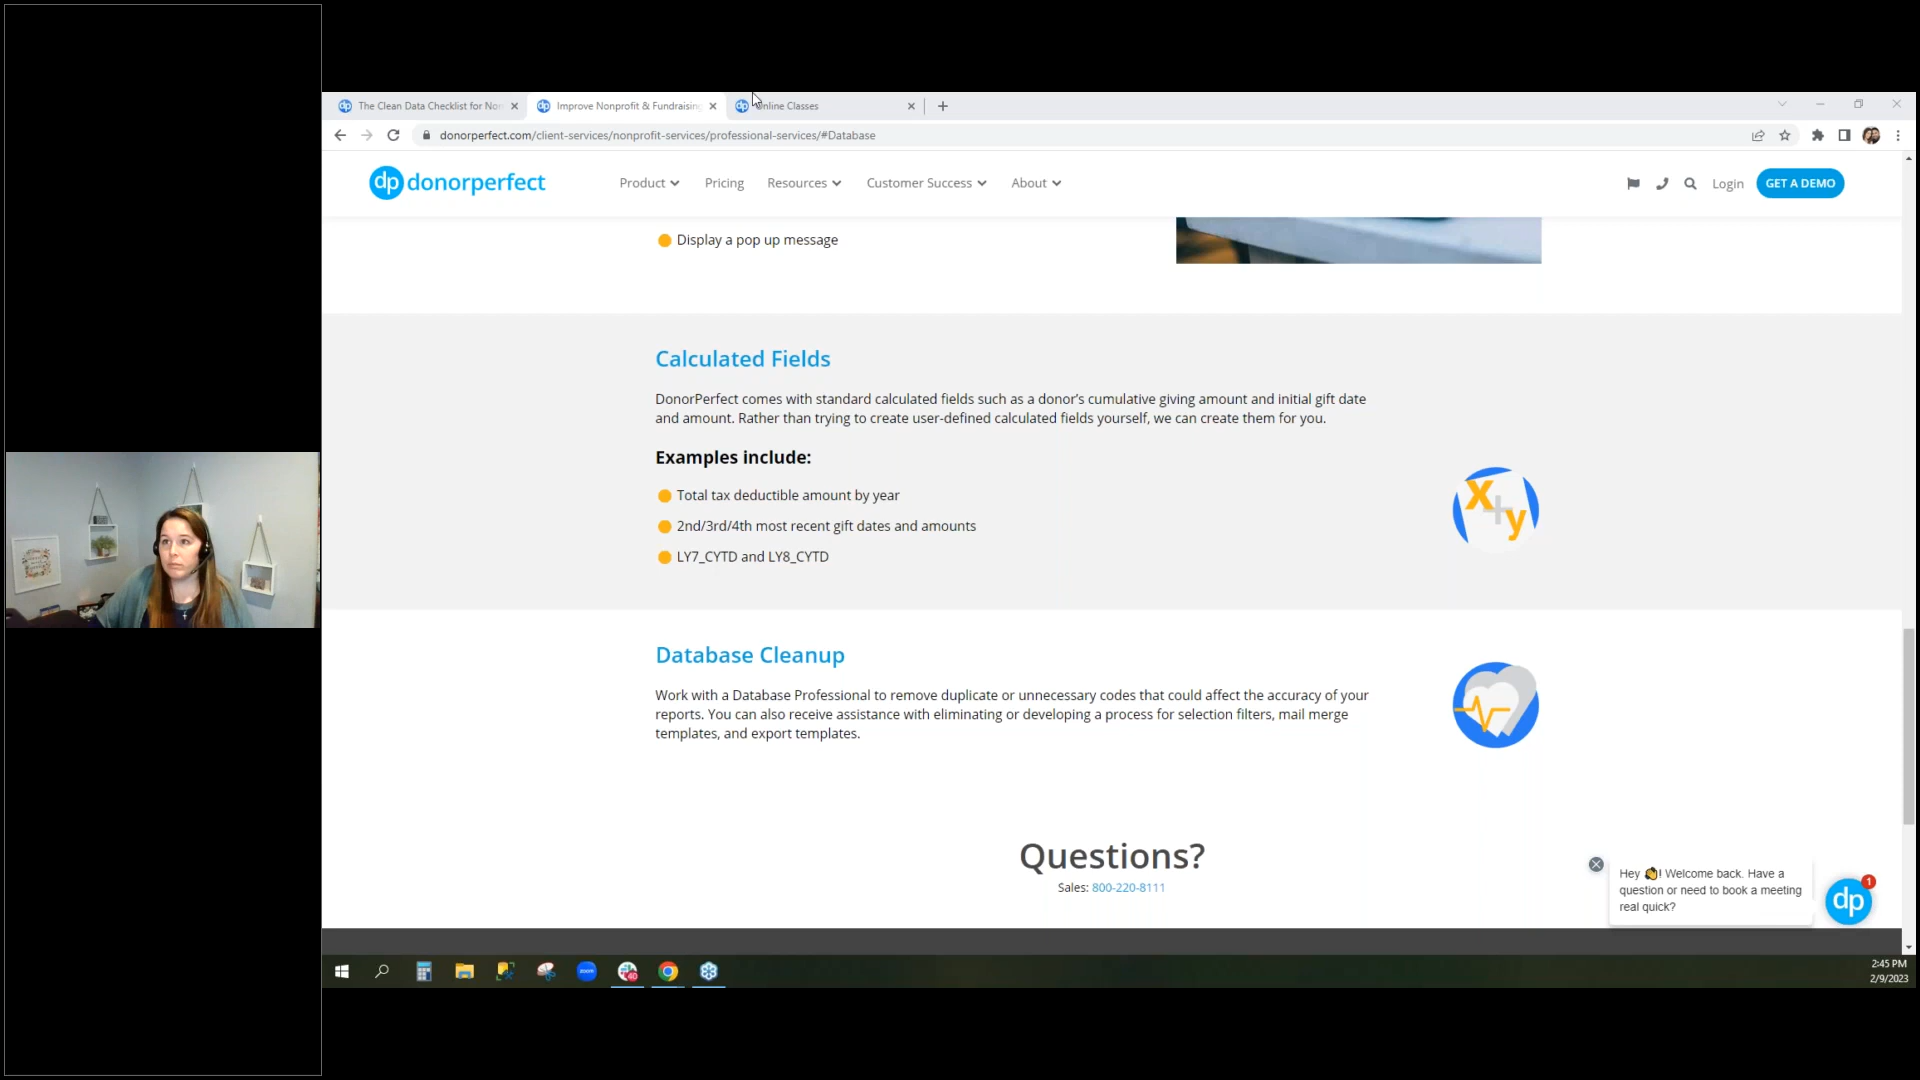 The Clean Data Checklist for Non
Improve Nonprofit & Fundraising
Online Classes
donorperfect.com/client-services/nonprofit-services/professional-services/#Database
dp donorperfect
Product
Pricing
Resources
Customer Success
About
Login
GET A DEMO
Display a pop up message
Calculated Fields
DonorPerfect comes with standard calculated fields such as a donor's cumulative giving amount and initial gift date
and amount. Rather than trying to create user-defined calculated fields yourself, we can create them for you.
Examples include:
Total tax deductible amount by year
2nd/3rd/4th most recent gift dates and amounts
LY7_CYTD and LY8_CYTD
X+y
Database Cleanup
Work with a Database Professional to remove duplicate or unnecessary codes that could affect the accuracy of your
reports. You can also receive assistance with eliminating or developing a process for selection filters, mail merge
templates, and export templates.
Questions?
Sales: 800-220-8111
Hey 👋! Welcome back. Have a
question or need to book a meeting
real quick?
dp
1
zoom
40
2:45 PM
2/9/2023